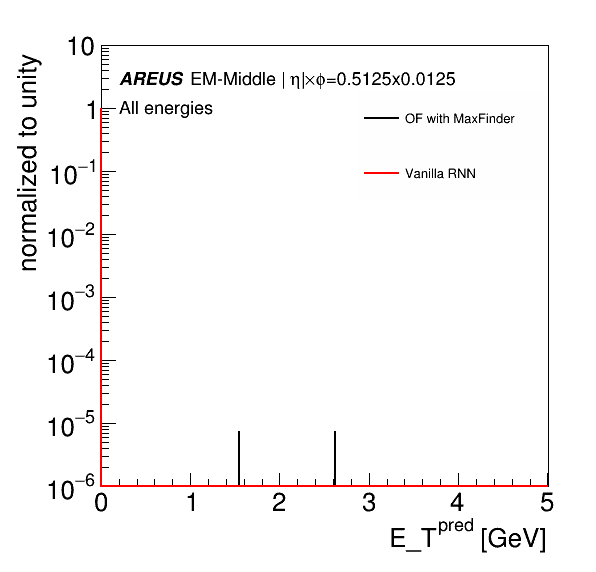 normalized to unity
10
AREUS EM-Middle | η|×ϕ=0.5125x0.0125
1
All energies
OF with MaxFinder
10⁻¹
Vanilla RNN
10⁻²
10⁻³
10⁻⁴
10⁻⁵
10⁻⁶
0 1 2 3 4 5
E_T^pred [GeV]